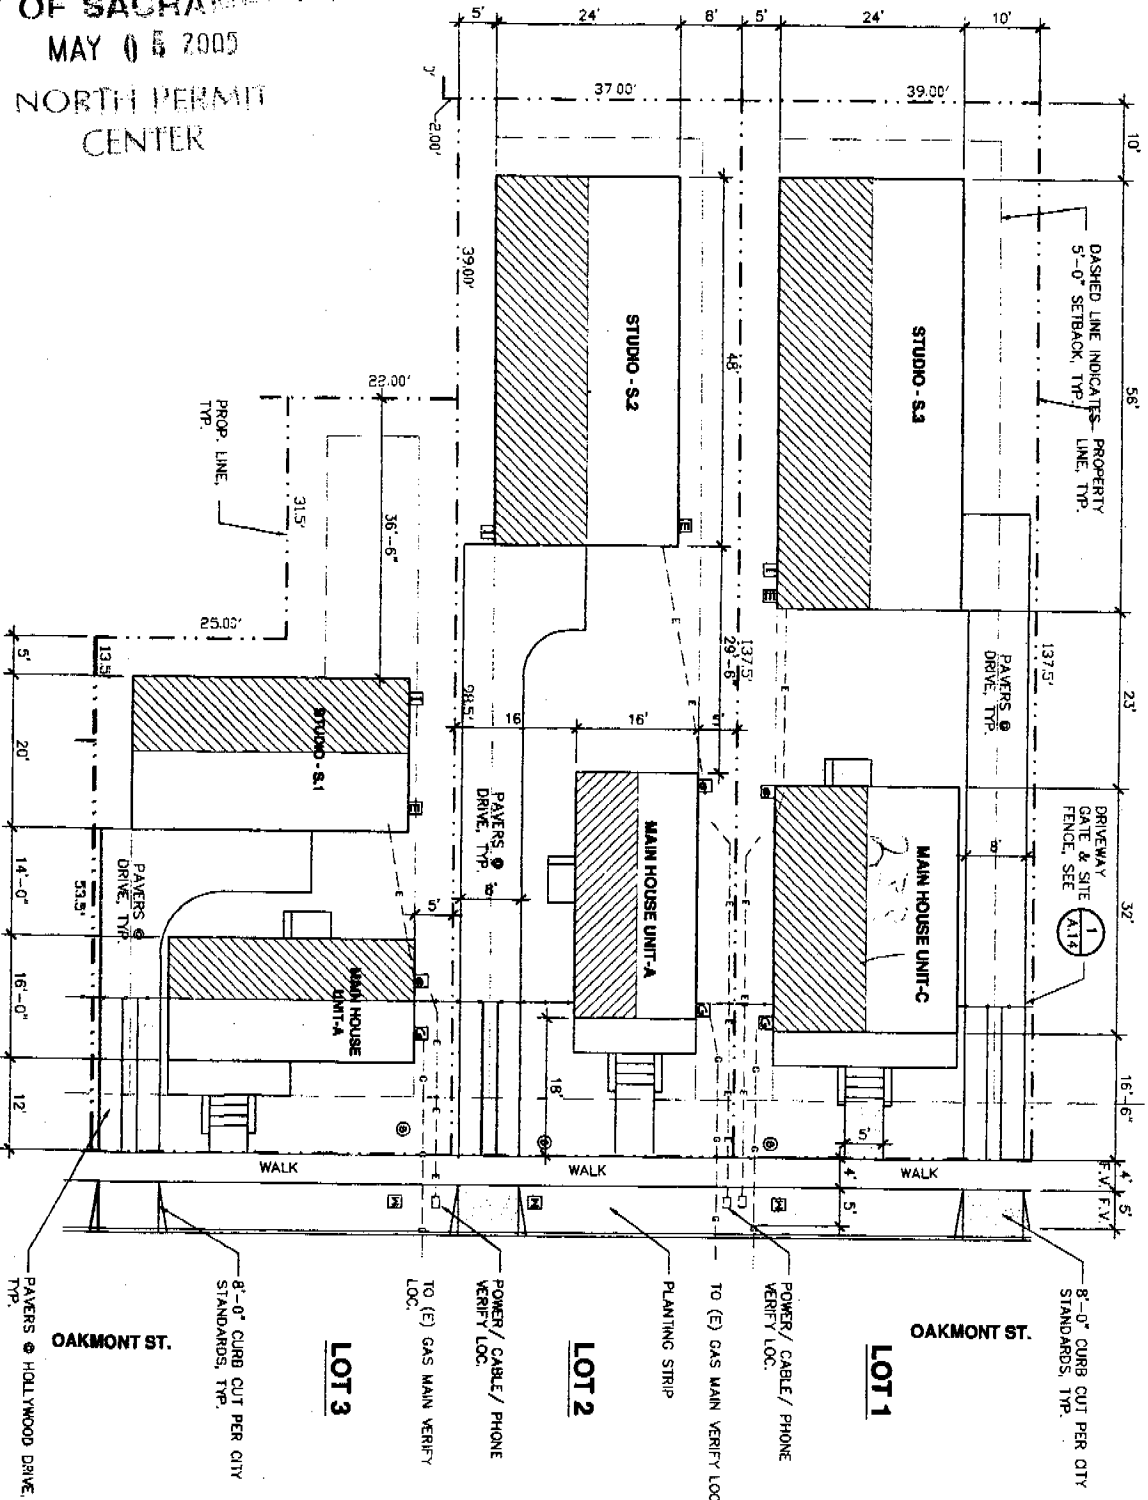 OF SACRA
MAY 05 2005
NORTH PERMIT
CENTER
5'
24'
8'
5'
24'
10'
37.00'
39.00'
2.00'
10'
56'
23'
32'
16'-6"
4'
5'
F.V.
F.V.
DASHED LINE INDICATES
5'-0" SETBACK, TYP.
PROPERTY
LINE, TYP.
STUDIO - S.3
STUDIO - S.2
48'
39.00'
22.00'
PROP. LINE,
TYP.
31.5'
36'-6"
25.00'
13.5'
5'
20'
14'-0"
16'-0"
12'
STUDIO - S.1
E
E
E
137.5'
29'-6"
137.5'
PAVERS @
DRIVE, TYP.
98.5'
16
16'
5'
PAVERS @
DRIVE, TYP.
8'
8'
DRIVEWAY
GATE & SITE
FENCE, SEE
1
A.14
MAIN HOUSE UNIT-A
MAIN HOUSE UNIT-C
PAVERS @
DRIVE, TYP.
53.5'
5'
MAIN HOUSE
UNIT-A
18'
5'
4'
5'
WALK
WALK
WALK
8'-0" CURB CUT PER CITY
STANDARDS, TYP.
OAKMONT ST.
LOT 1
POWER/ CABLE/ PHONE
VERIFY LOC.
TO (E) GAS MAIN VERIFY LOC
PLANTING STRIP
LOT 2
POWER/ CABLE/ PHONE
VERIFY LOC.
TO (E) GAS MAIN VERIFY
LOC.
LOT 3
8'-0" CURB CUT PER CITY
STANDARDS, TYP.
OAKMONT ST.
PAVERS @ HOLLYWOOD DRIVE,
TYP.